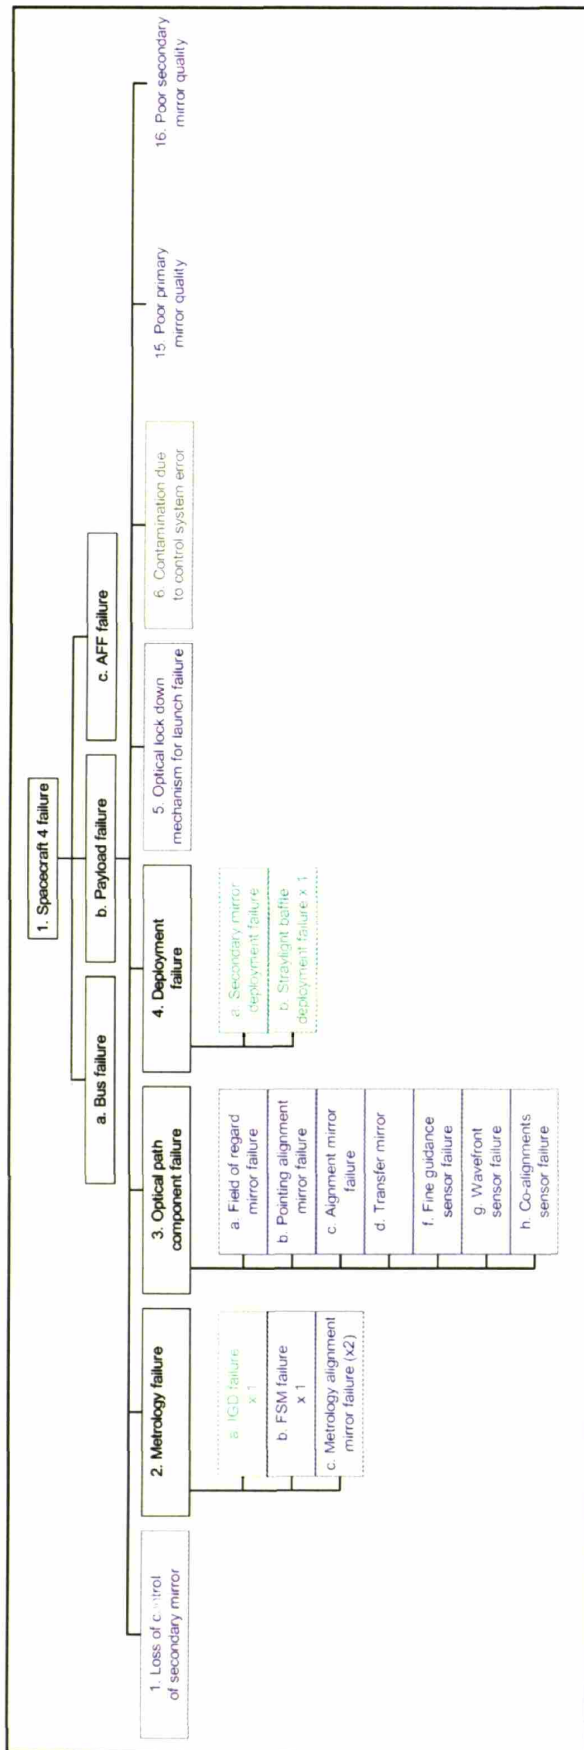 1. Spacecraft 4 failure
a. Bus failure
b. Payload failure
c. AFF failure
1. Loss of control
of secondary mirror
2. Metrology failure
a. IGD failure
x 1
b. FSM failure
x 1
c. Metrology alignment
mirror failure (x2)
3. Optical path
component failure
a. Field of regard
mirror failure
b. Pointing alignment
mirror failure
c. Aignment mirror
failure
d. Transfer mirror
f. Fine guidance
sensor failure
g. Wavefront
sensor failure
h. Co-alignments
sensor failure
4. Deployment
failure
a. Secondary mirror
deployment failure
b. Straylight baffle
deployment failure x 1
5. Optical lock down
mechanism for launch failure
6. Contamination due
to control system error
15. Poor primary
mirror quality
16. Poor secondary
mirror quality